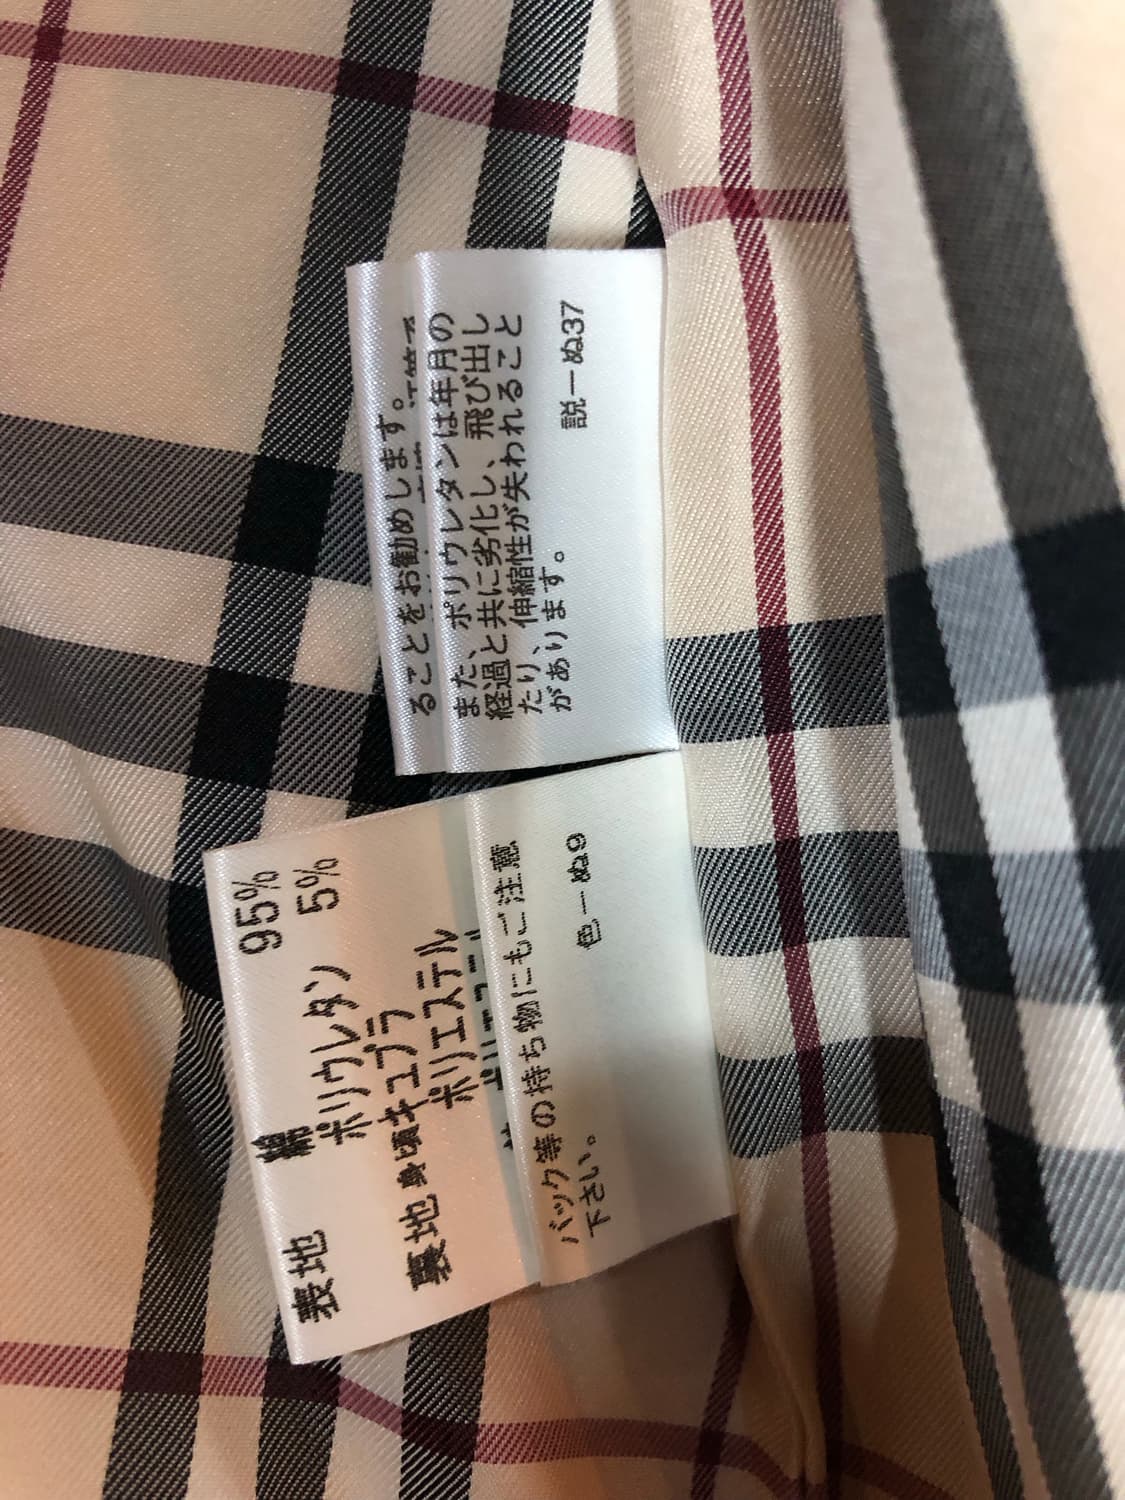 ることをお勧めします。
また、ポリウレタンは年月の
経過と共に劣化し、飛び出し
たり、伸縮性が失われること
があります。
説ーぬ37
表地 綿 95%
ポリウレタン 5%
裏地 身頃 キュプラ
ポリエステル
バック等の持ち物にもご注意
下さい。
色ーぬ9